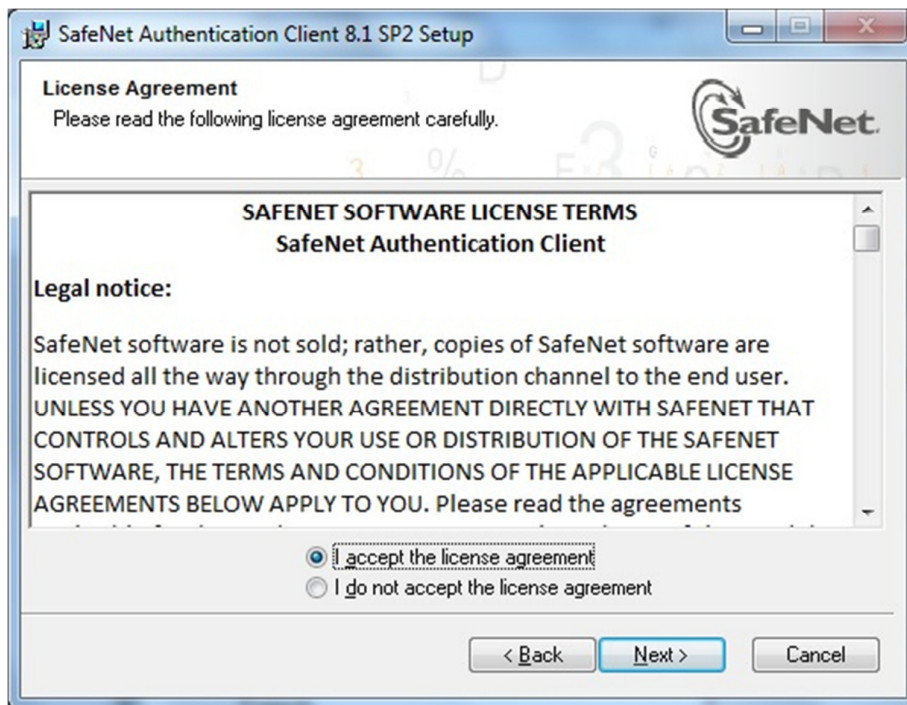 SafeNet Authentication Client 8.1 SP2 Setup
License Agreement
Please read the following license agreement carefully.
SafeNet.
SAFENET SOFTWARE LICENSE TERMS
SafeNet Authentication Client
Legal notice:
SafeNet software is not sold; rather, copies of SafeNet software are
licensed all the way through the distribution channel to the end user.
UNLESS YOU HAVE ANOTHER AGREEMENT DIRECTLY WITH SAFENET THAT
CONTROLS AND ALTERS YOUR USE OR DISTRIBUTION OF THE SAFENET
SOFTWARE, THE TERMS AND CONDITIONS OF THE APPLICABLE LICENSE
AGREEMENTS BELOW APPLY TO YOU. Please read the agreements
I accept the license agreement
I do not accept the license agreement
< Back
Next >
Cancel